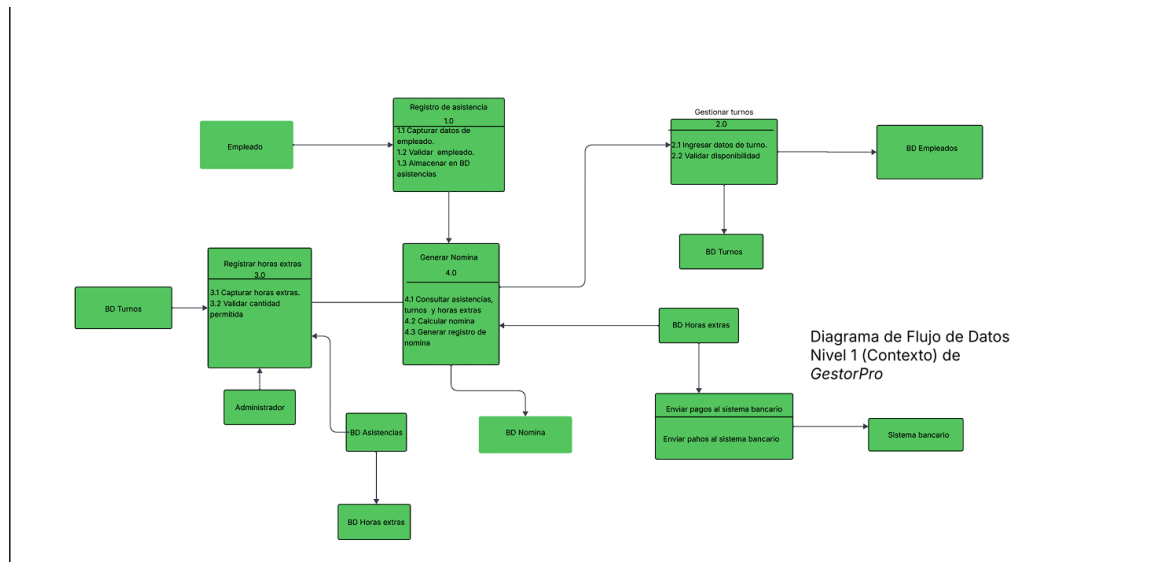 Registro de asistencia
1.0
1.1 Capturar datos de
empleado.
1.2 Validar empleado.
1.3 Almacenar en BD
asistencias
Empleado
Gestionar turnos
2.0
2.1 Ingresar datos de turno.
2.2 Validar disponibilidad
BD Empleados
BD Turnos
Registrar horas extras
3.0
3.1 Capturar horas extras.
3.2 Validar cantidad
permitida
Generar Nomina
4.0
4.1 Consultar asistencias,
turnos y horas extras
4.2 Calcular nomina
4.3 Generar registro de
nomina
BD Turnos
BD Horas extras
Diagrama de Flujo de Datos
Nivel 1 (Contexto) de
GestorPro
Administrador
BD Asistencias
BD Nomina
Enviar pagos al sistema bancario
Enviar pahos al sistema bancario
Sistema bancario
BD Horas extras